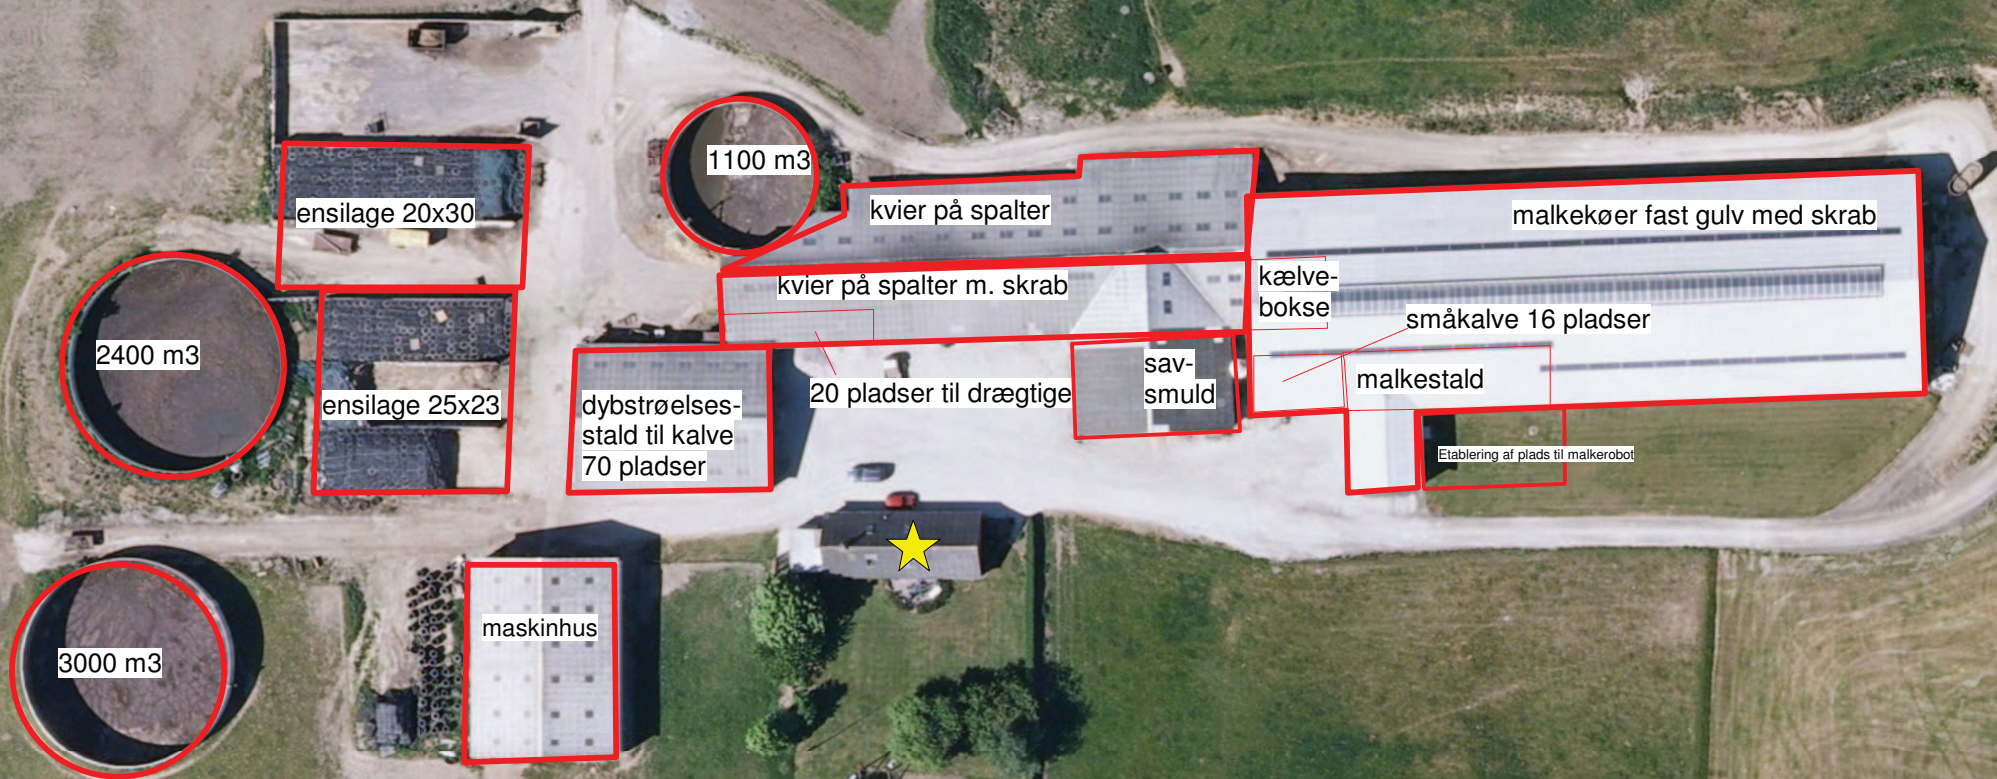 1100 m3
ensilage 20x30
kvier på spalter
malkekøer fast gulv med skrab
kvier på spalter m. skrab
kælve-
bokse
småkalve 16 pladser
2400 m3
ensilage 25x23
dybstrøelses-
stald til kalve
70 pladser
20 pladser til drægtige
sav-
smuld
malkestald
Etablering af plads til malkerobot
3000 m3
maskinhus